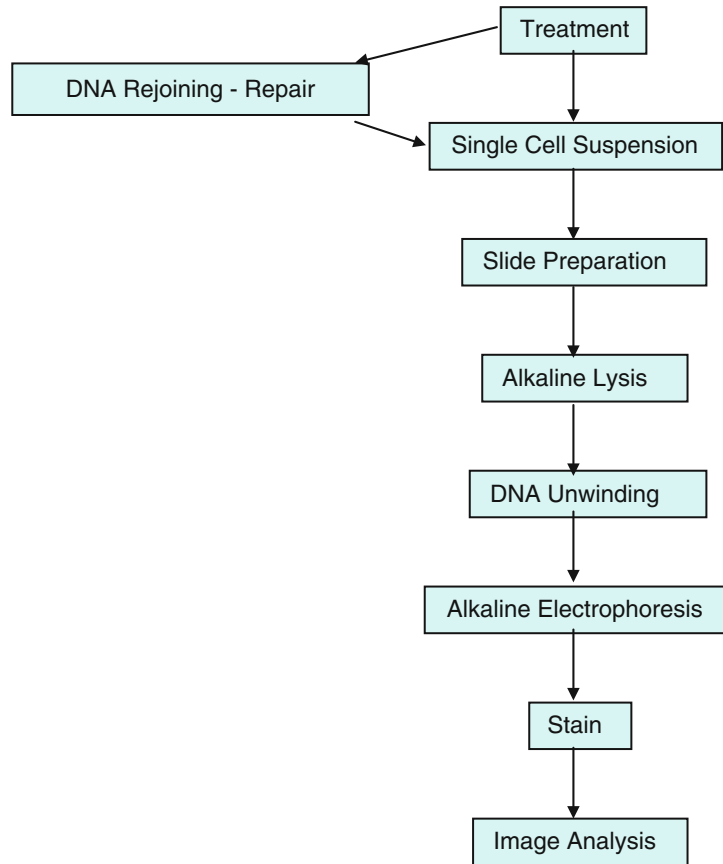 Treatment
DNA Rejoining - Repair
Single Cell Suspension
Slide Preparation
Alkaline Lysis
DNA Unwinding
Alkaline Electrophoresis
Stain
Image Analysis